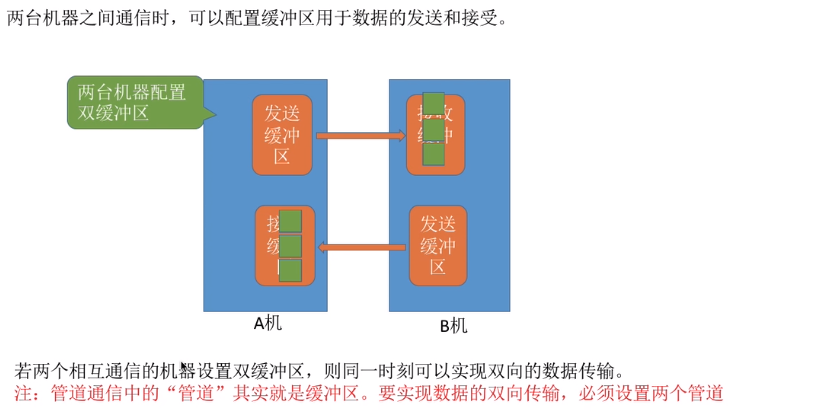 两台机器之间通信时，可以配置缓冲区用于数据的发送和接受。
两台机器配置
双缓冲区
发送
缓冲
区
接收
缓冲
接
缓
发送
缓冲
区
A机
B机
若两个相互通信的机器设置双缓冲区，则同一时刻可以实现双向的数据传输。
注：管道通信中的“管道”其实就是缓冲区。要实现数据的双向传输，必须设置两个管道